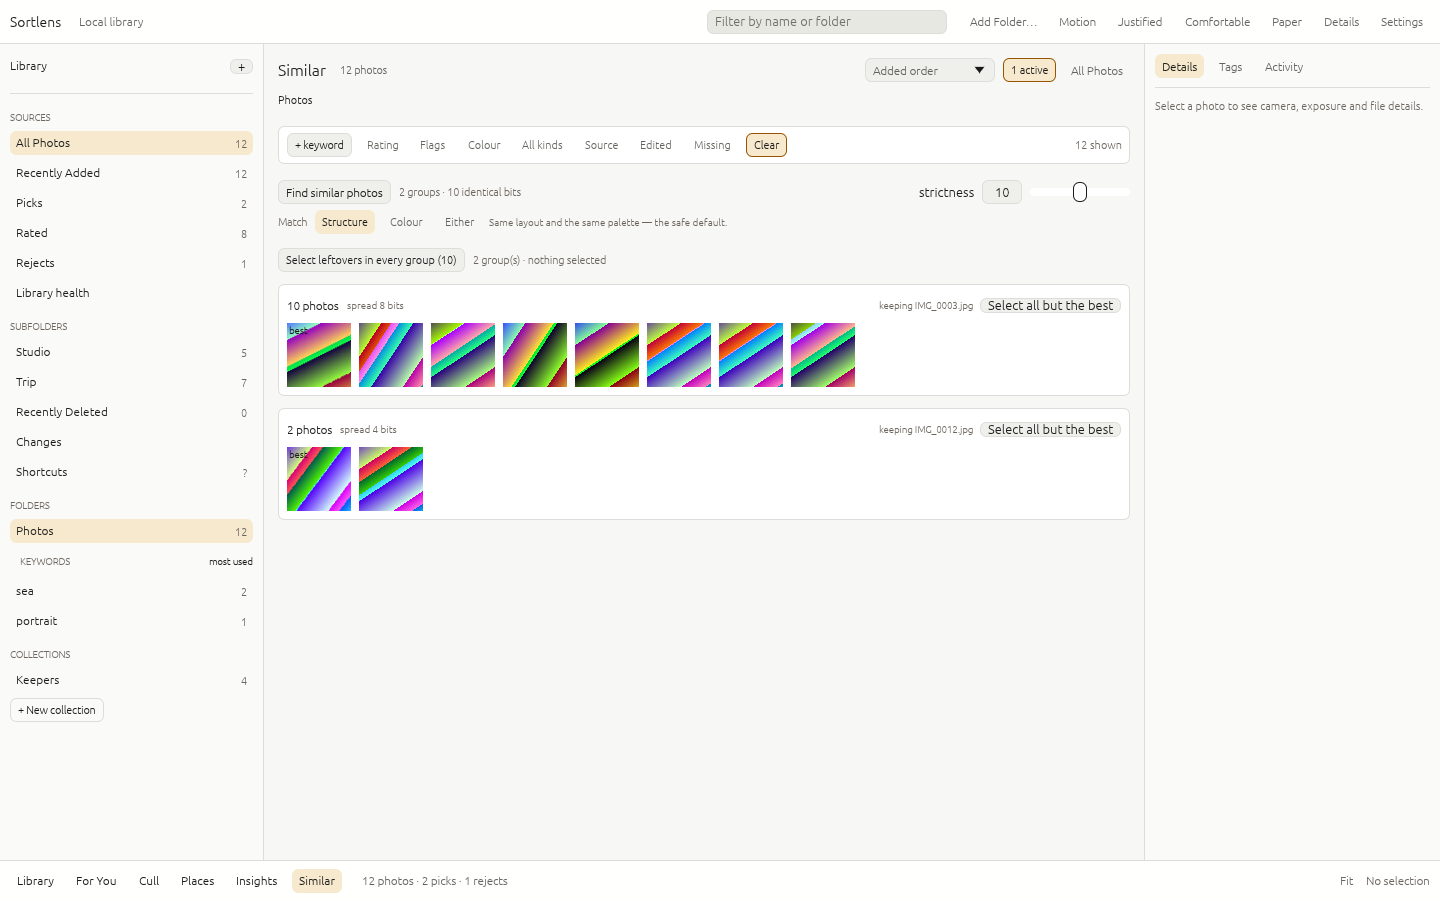 Sortlens Local library Filter by name or folder Add Folder… Motion Justified Comfortable Paper Details Settings
Library +
SOURCES
All Photos 12
Recently Added 12
Picks 2
Rated 8
Rejects 1
Library health
SUBFOLDERS
Studio 5
Trip 7
Recently Deleted 0
Changes
Shortcuts ?
FOLDERS
Photos 12
KEYWORDS most used
sea 2
portrait 1
COLLECTIONS
Keepers 4
+ New collection
Similar 12 photos Added order 1 active All Photos
Photos
+ keyword Rating Flags Colour All kinds Source Edited Missing Clear 12 shown
Find similar photos 2 groups · 10 identical bits strictness 10
Match Structure Colour Either Same layout and the same palette — the safe default.
Select leftovers in every group (10) 2 group(s) · nothing selected
10 photos spread 8 bits keeping IMG_0003.jpg Select all but the best
best
2 photos spread 4 bits keeping IMG_0012.jpg Select all but the best
best
Details Tags Activity
Select a photo to see camera, exposure and file details.
Library For You Cull Places Insights Similar 12 photos · 2 picks · 1 rejects Fit No selection